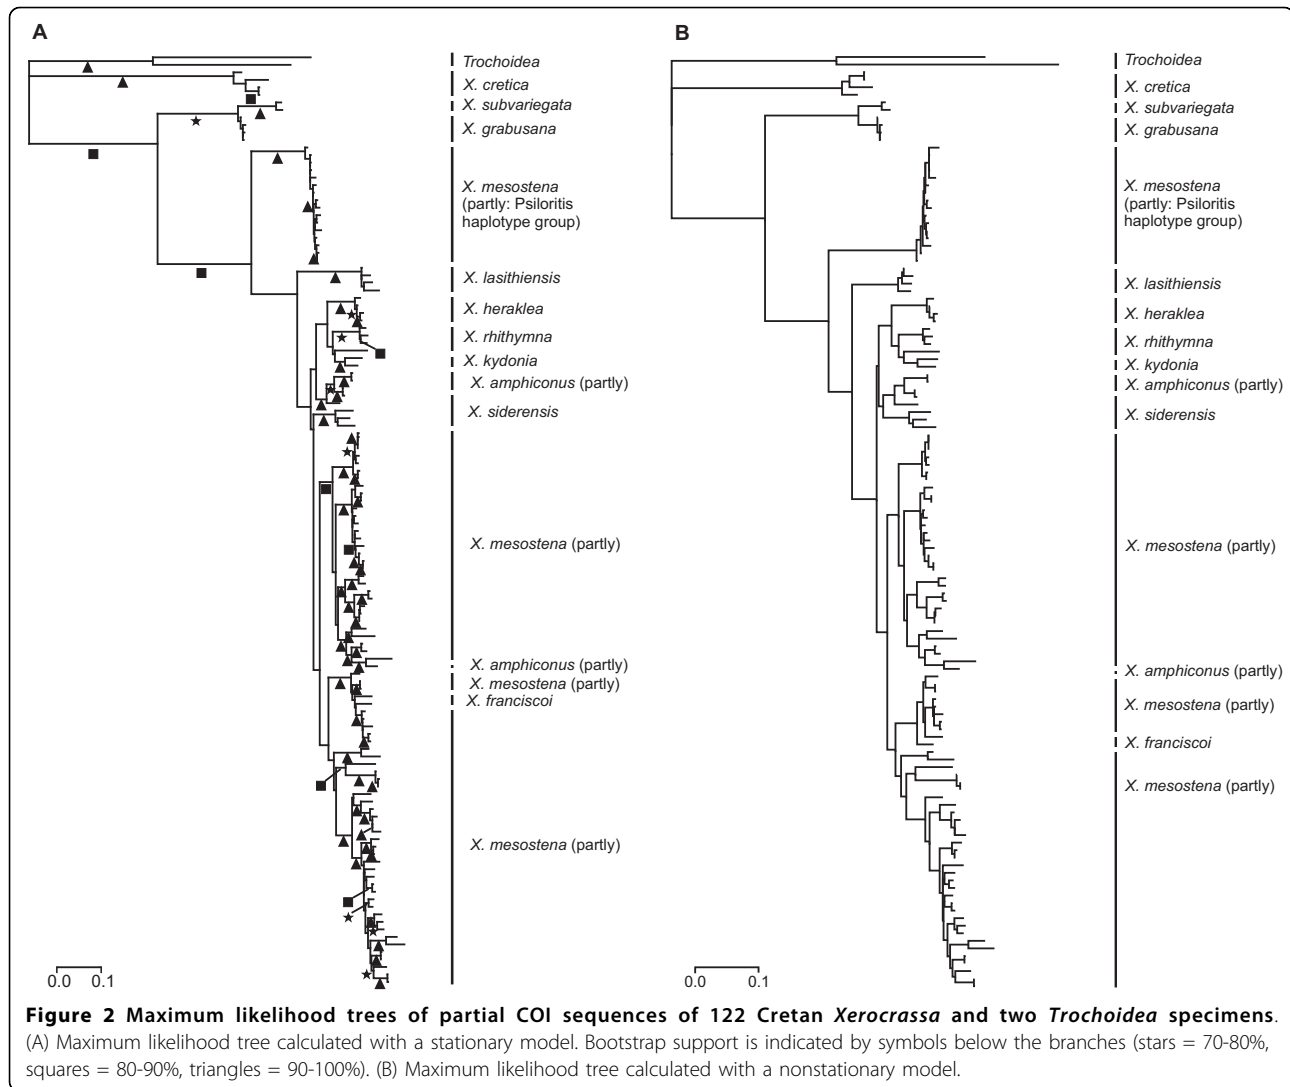 A
Trochoidea
X. cretica
X. subvariegata
X. grabusana
X. mesostena
(partly: Psiloritis
haplotype group)
X. lasithiensis
X. heraklea
X. rhithymna
X. kydonia
X. amphiconus (partly)
X. siderensis
X. mesostena (partly)
X. amphiconus (partly)
X. mesostena (partly)
X. franciscoi
X. mesostena (partly)
0.0 0.1
B
Trochoidea
X. cretica
X. subvariegata
X. grabusana
X. mesostena
(partly: Psiloritis
haplotype group)
X. lasithiensis
X. heraklea
X. rhithymna
X. kydonia
X. amphiconus (partly)
X. siderensis
X. mesostena (partly)
X. amphiconus (partly)
X. mesostena (partly)
X. franciscoi
X. mesostena (partly)
0.0 0.1
Figure 2 Maximum likelihood trees of partial COI sequences of 122 Cretan Xerocrassa and two Trochoidea specimens.
(A) Maximum likelihood tree calculated with a stationary model. Bootstrap support is indicated by symbols below the branches (stars = 70-80%,
squares = 80-90%, triangles = 90-100%). (B) Maximum likelihood tree calculated with a nonstationary model.